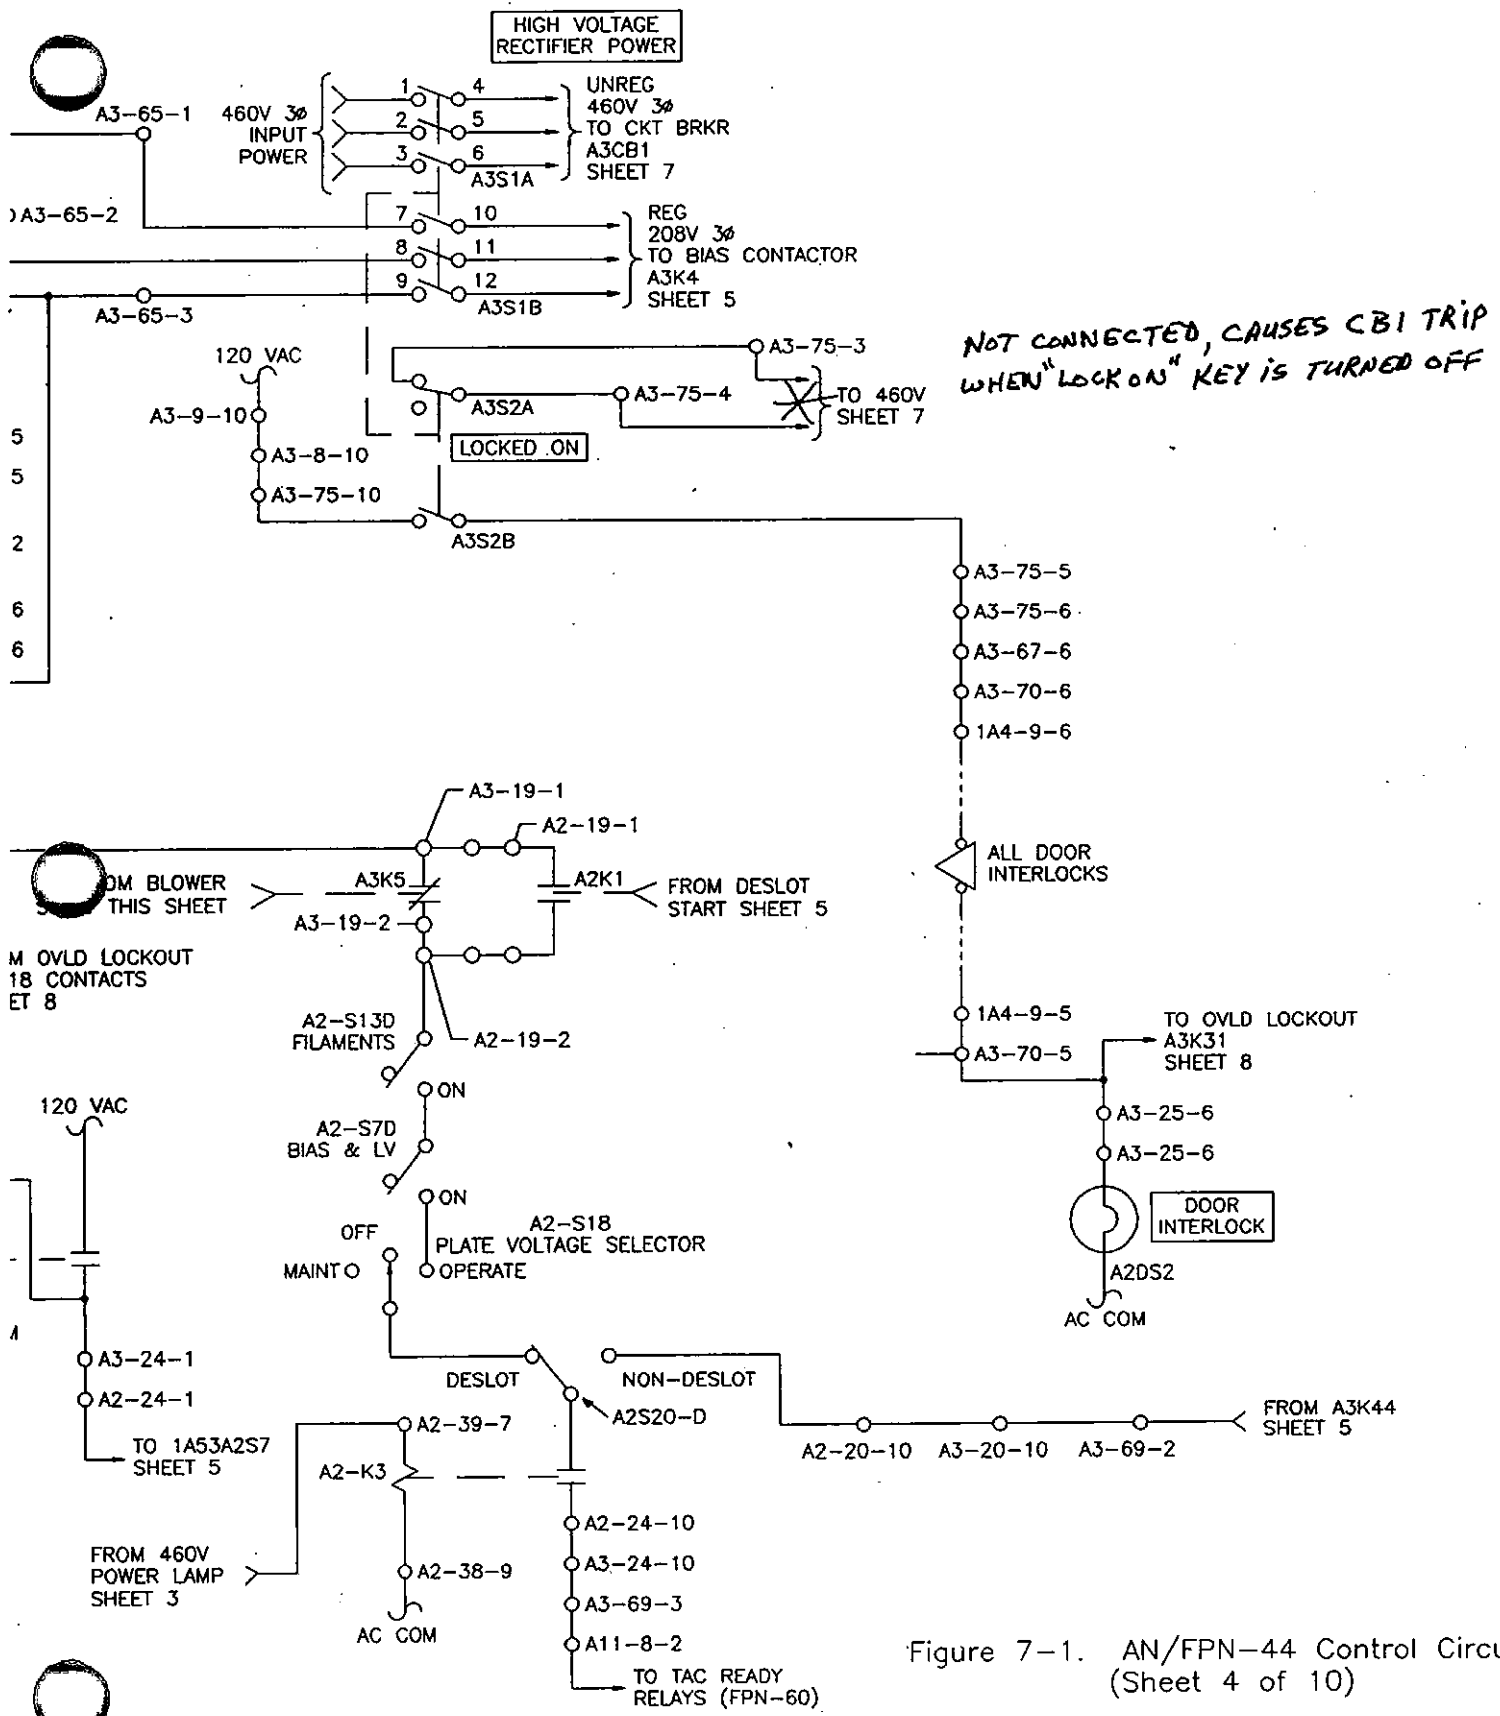 HIGH VOLTAGE
RECTIFIER POWER
A3-65-1
460V 3ø
INPUT
POWER
1
4
2
5
3
6
A3S1A
UNREG
460V 3ø
TO CKT BRKR
A3CB1
SHEET 7
A3-65-2
7
10
8
11
9
12
A3S1B
REG
208V 3ø
TO BIAS CONTACTOR
A3K4
SHEET 5
A3-65-3
NOT CONNECTED, CAUSES CB1 TRIP
WHEN "LOCK ON" KEY IS TURNED OFF
120 VAC
A3-75-3
A3-9-10
A3S2A
A3-75-4
TO 460V
SHEET 7
5
A3-8-10
LOCKED ON
5
A3-75-10
2
A3S2B
A3-75-5
6
A3-75-6
6
A3-67-6
A3-70-6
1A4-9-6
A3-19-1
A2-19-1
ALL DOOR
INTERLOCKS
OM BLOWER
THIS SHEET
A3K5
A2K1
FROM DESLOT
START SHEET 5
A3-19-2
M OVLD LOCKOUT
18 CONTACTS
ET 8
A2-S13D
FILAMENTS
A2-19-2
1A4-9-5
A3-70-5
TO OVLD LOCKOUT
A3K31
SHEET 8
ON
120 VAC
A3-25-6
A2-S7D
BIAS & LV
A3-25-6
ON
DOOR
INTERLOCK
OFF
A2-S18
PLATE VOLTAGE SELECTOR
MAINT
OPERATE
A2DS2
AC COM
A3-24-1
DESLOT
NON-DESLOT
A2-24-1
A2S20-D
FROM A3K44
SHEET 5
A2-39-7
TO 1A53A2S7
SHEET 5
A2-20-10
A3-20-10
A3-69-2
A2-K3
A2-24-10
FROM 460V
POWER LAMP
SHEET 3
A3-24-10
A2-38-9
A3-69-3
AC COM
A11-8-2
TO TAC READY
RELAYS (FPN-60)
Figure 7-1. AN/FPN-44 Control Circu
(Sheet 4 of 10)